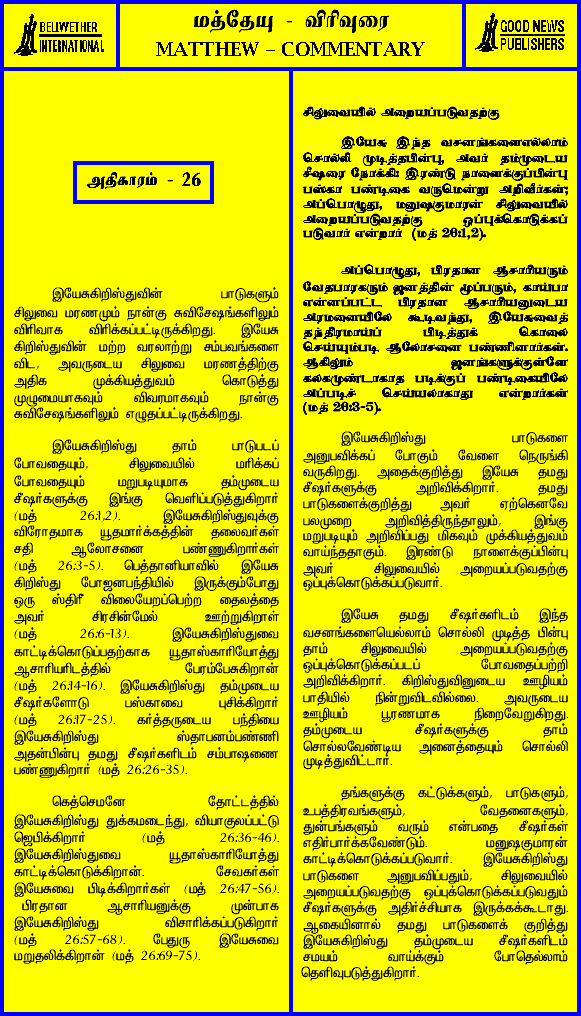 BELIWETHER
INTERNATIONAL
மத்தேயு - விரிவுரை
MATTHEW – COMMENTARY
GOOD NEWS
PUBLISHERS
அதிகாரம் - 26
இயேசுகிறிஸ்துவின் பாடுகளும்
சிலுவை மரணமும் நான்கு சுவிசேஷங்களிலும்
விரிவாக விரிக்கப்பட்டிருக்கிறது. இயேசு
கிறிஸ்துவின் மற்ற வரலாற்று சம்பவங்களை
விட, அவருடைய சிலுவை மரணத்திற்கு
அதிக முக்கியத்துவம் கொடுத்து
முழுமையாகவும் விவரமாகவும் நான்கு
சுவிசேஷங்களிலும் எழுதப்பட்டிருக்கிறது.
இயேசுகிறிஸ்து தாம் பாடுபடப்
போவதையும், சிலுவையில் மரிக்கப்
போவதையும் மறுபடியுமாக தம்முடைய
சீஷர்களுக்கு இங்கு வெளிப்படுத்துகிறார்
(மத் 26:1,2). இயேசுகிறிஸ்துவுக்கு
விரோதமாக யூதமார்க்கத்தின் தலைவர்கள்
சதி ஆலோசனை பண்ணுகிறார்கள்
(மத் 26:3-5). பெத்தானியாவில் இயேசு
கிறிஸ்து போஜனபந்தியில் இருக்கும்போது
ஒரு ஸ்திரீ விலையேறப்பெற்ற தைலத்தை
அவர் சிரசின்மேல் ஊற்றுகிறாள்
(மத் 26:6-13). இயேசுகிறிஸ்துவை
காட்டிக்கொடுப்பதற்காக யூதாஸ்காரியோத்து
ஆசாரியரிடத்தில் பேரம்பேசுகிறான்
(மத் 26:14-16). இயேசுகிறிஸ்து தம்முடைய
சீஷர்களோடு பஸ்காவை புசிக்கிறார்
(மத் 26:17-25). கர்த்தருடைய பந்தியை
இயேசுகிறிஸ்து ஸ்தாபனம்பண்ணி
அதன்பின்பு தமது சீஷர்களிடம் சம்பாஷணை
பண்ணுகிறார் (மத் 26:26-35).
கெத்செமனே தோட்டத்தில்
இயேசுகிறிஸ்து துக்கமடைந்து, வியாகுலப்பட்டு
ஜெபிக்கிறார் (மத் 26:36-46).
இயேசுகிறிஸ்துவை யூதாஸ்காரியோத்து
காட்டிக்கொடுக்கிறான். சேவகர்கள்
இயேசுவை பிடிக்கிறார்கள் (மத் 26:47-56).
பிரதான ஆசாரியனுக்கு முன்பாக
இயேசுகிறிஸ்து விசாரிக்கப்படுகிறார்
(மத் 26:57-68). பேதுரு இயேசுவை
மறுதலிக்கிறான் (மத் 26:69-75).
சிலுவையில் அறையப்படுவதற்கு
இயேசு இந்த வசனங்களையெல்லாம்
சொல்லி முடித்தபின்பு, அவர் தம்முடைய
சீஷரை நோக்கி: இரண்டு நாளைக்குப்பின்பு
பஸ்கா பண்டிகை வருமென்று அறிவீர்கள்;
அப்பொழுது, மனுஷகுமாரன் சிலுவையில்
அறையப்படுவதற்கு ஒப்புக்கொடுக்கப்
படுவார் என்றார் (மத் 26:1,2).
அப்பொழுது, பிரதான ஆசாரியரும்
வேதபாரகரும் ஜனத்தின் மூப்பரும், காய்பா
என்னப்பட்ட பிரதான ஆசாரியனுடைய
அரமனையிலே கூடிவந்து, இயேசுவைத்
தந்திரமாய்ப் பிடித்துக் கொலை
செய்யும்படி ஆலோசனை பண்ணினார்கள்.
ஆகிலும் ஜனங்களுக்குள்ளே
கலகமுண்டாகாத படிக்குப் பண்டிகையிலே
அப்படிச் செய்யலாகாது என்றார்கள்
(மத் 26:3-5).
இயேசுகிறிஸ்து பாடுகளை
அனுபவிக்கப் போகும் வேளை நெருங்கி
வருகிறது. அதைக்குறித்து இயேசு தமது
சீஷர்களுக்கு அறிவிக்கிறார். தமது
பாடுகளைக்குறித்து அவர் ஏற்கெனவே
பலமுறை அறிவித்திருந்தாலும், இங்கு
மறுபடியும் அறிவிப்பது மிகவும் முக்கியத்துவம்
வாய்ந்ததாகும். இரண்டு நாளைக்குப்பின்பு
அவர் சிலுவையில் அறையப்படுவதற்கு
ஒப்புக்கொடுக்கப்படுவார்.
இயேசு தமது சீஷர்களிடம் இந்த
வசனங்களையெல்லாம் சொல்லி முடித்த பின்பு
தாம் சிலுவையில் அறையப்படுவதற்கு
ஒப்புக்கொடுக்கப்படப் போவதைப்பற்றி
அறிவிக்கிறார். கிறிஸ்துவினுடைய ஊழியம்
பாதியில் நின்றுவிடவில்லை. அவருடைய
ஊழியம் பூரணமாக நிறைவேறுகிறது.
தம்முடைய சீஷர்களுக்கு தாம்
சொல்லவேண்டிய அனைத்தையும் சொல்லி
முடித்துவிட்டார்.
தங்களுக்கு கட்டுக்களும், பாடுகளும்,
உபத்திரவங்களும், வேதனைகளும்,
துன்பங்களும் வரும் என்பதை சீஷர்கள்
எதிர்பார்க்கவேண்டும். மனுஷகுமாரன்
காட்டிக்கொடுக்கப்படுவார். இயேசுகிறிஸ்து
பாடுகளை அனுபவிப்பதும், சிலுவையில்
அறையப்படுவதற்கு ஒப்புக்கொடுக்கப்படுவதும்
சீஷர்களுக்கு அதிர்ச்சியாக இருக்கக்கூடாது.
ஆகையினால் தமது பாடுகளைக் குறித்து
இயேசுகிறிஸ்து தம்முடைய சீஷர்களிடம்
சமயம் வாய்க்கும் போதெல்லாம்
தெளிவுபடுத்துகிறார்.